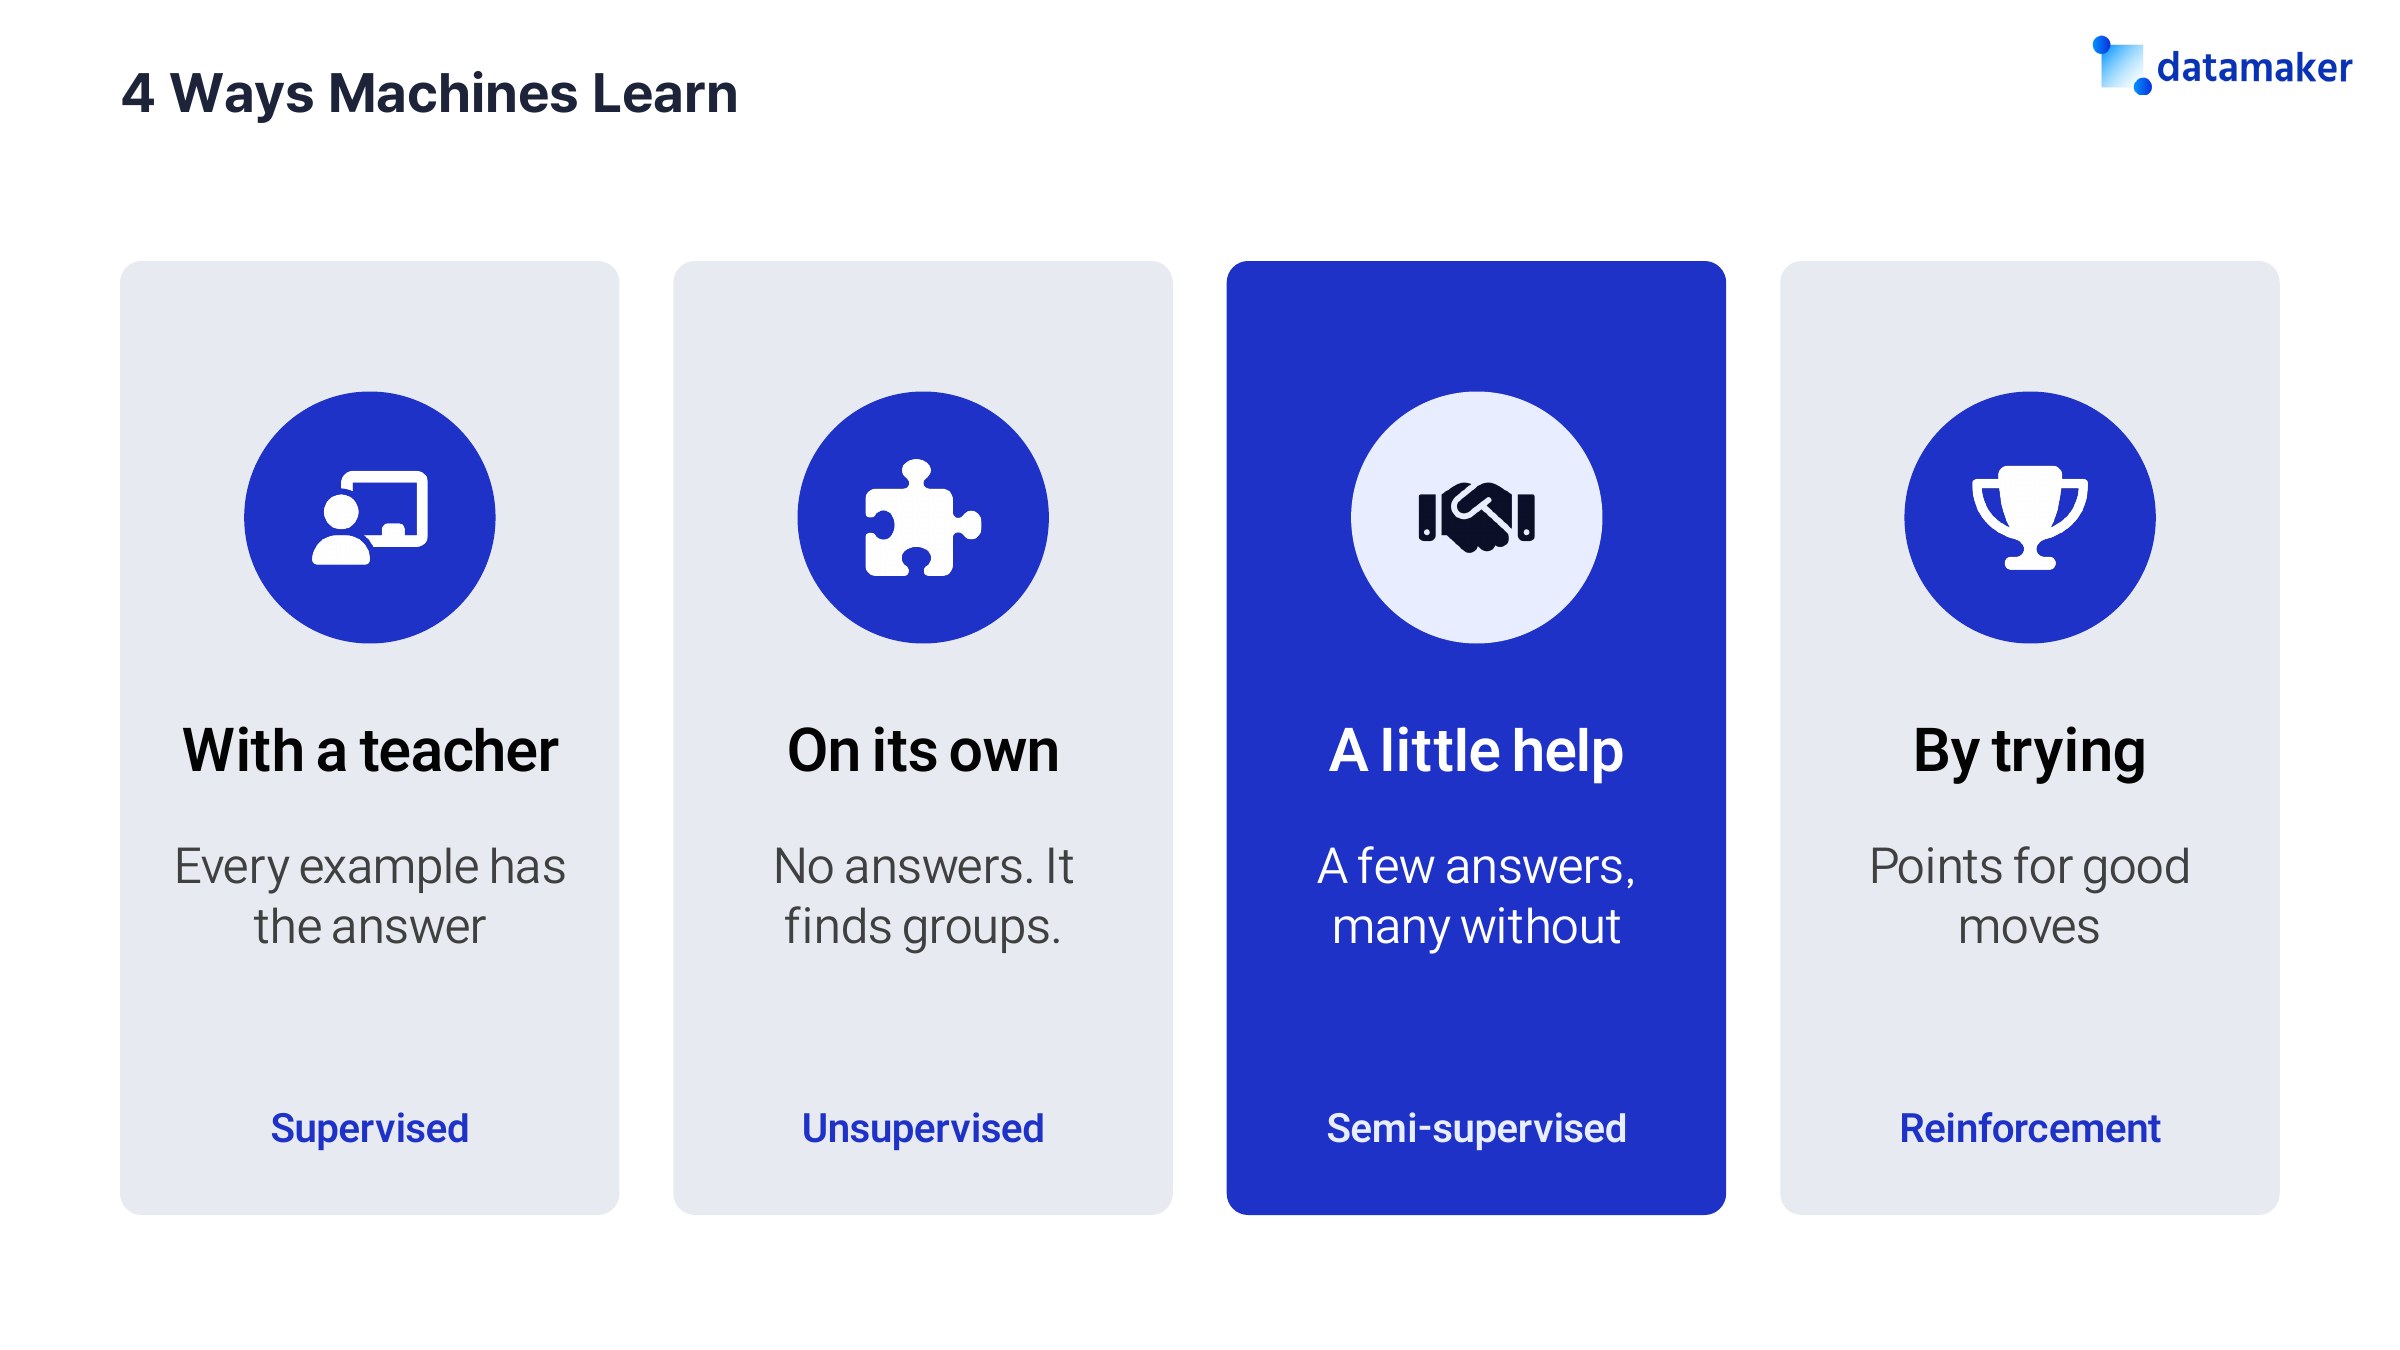 4 Ways Machines Learn
datamaker
With a teacher
Every example has
the answer
Supervised
On its own
No answers. It
finds groups.
Unsupervised
A little help
A few answers,
many without
Semi-supervised
By trying
Points for good
moves
Reinforcement